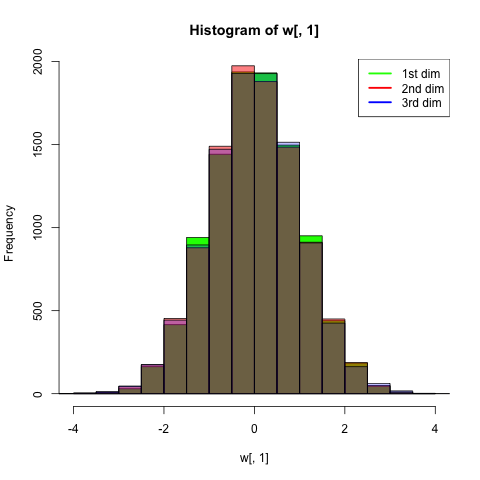 Histogram of w[, 1]
1st dim
2nd dim
3rd dim
Frequency
2000
1500
1000
500
0
-4 -2 0 2 4
w[, 1]